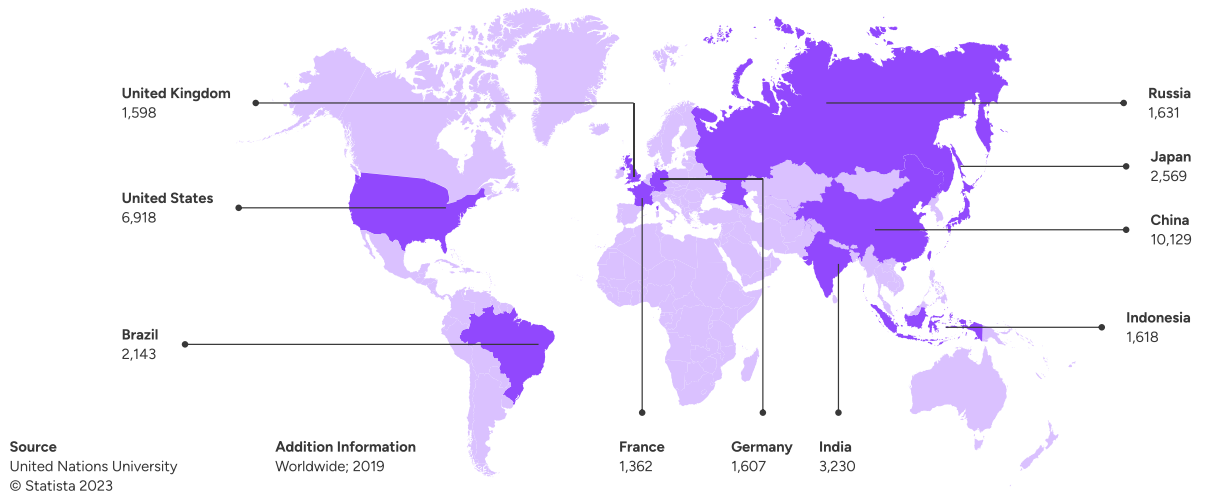 United Kingdom
1,598
United States
6,918
Brazil
2,143
Russia
1,631
Japan
2,569
China
10,129
Indonesia
1,618
France
1,362
Germany
1,607
India
3,230
Source
United Nations University
© Statista 2023
Addition Information
Worldwide; 2019